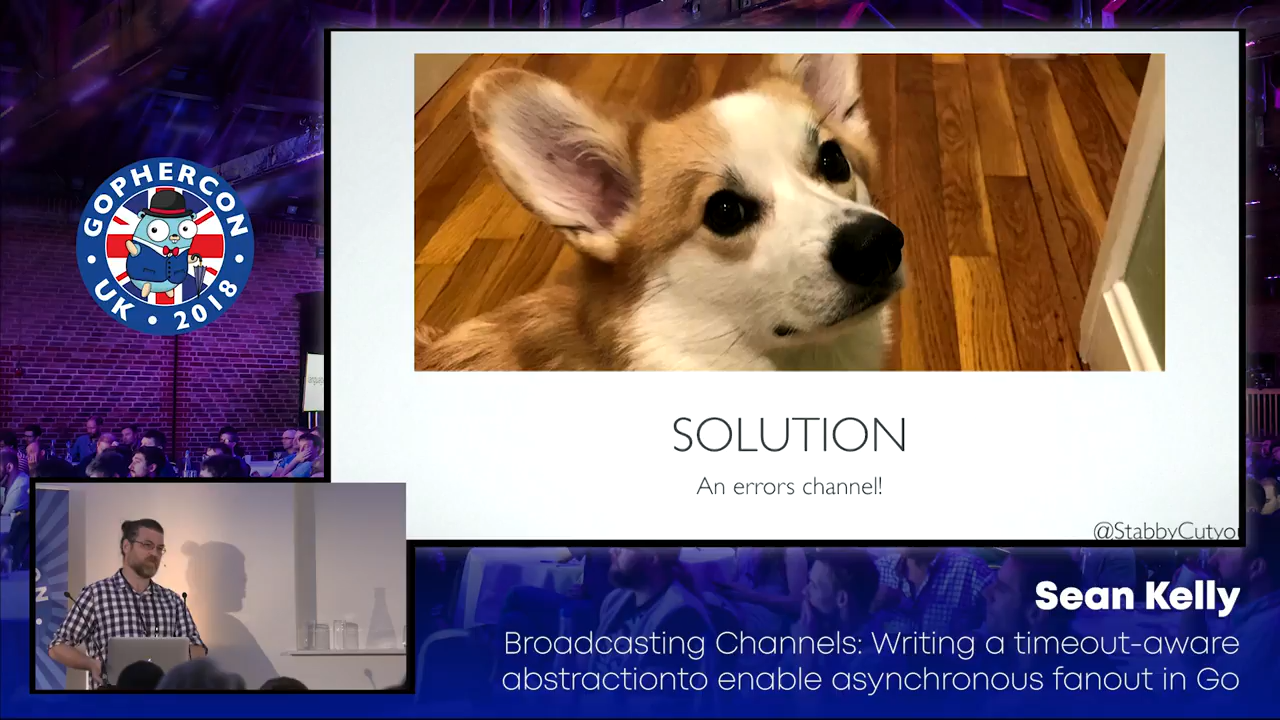 GOPHERCON
UK • 2018
SOLUTION
An errors channel!
@StabbyCutyo
Sean Kelly
Broadcasting Channels: Writing a timeout-aware
abstractionto enable asynchronous fanout in Go